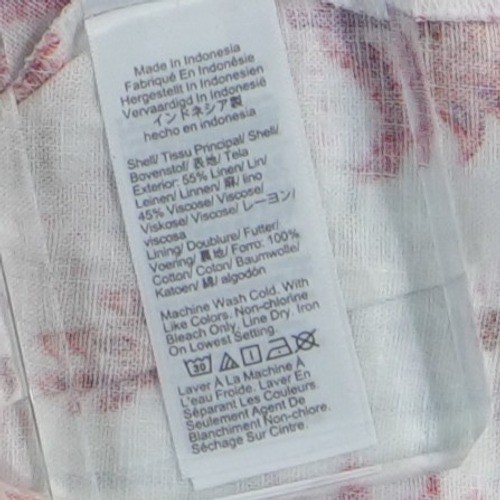 Made in Indonesia
Fabriqué En Indonésie
Hergestellt In Indonesien
Vervaardigd In Indonesië
インドネシア製
hecho en indonesia
Shell/ Tissu Principal/ Shell/
Bovenstof/ 表地/ Tela
Exterior: 55% Linen/ Lin/
Leinen/ Linnen/ 麻/ lino
45% Viscose/ Viscose/
Viskose/ Viscose/ レーヨン/
viscosa
Lining/ Doublure/ Futter/
Voering/ 裏地/ Forro: 100%
Cotton/ Coton/ Baumwolle/
Katoen/ 綿/ algodón
Machine Wash Cold. With
Like Colors. Non-chlorine
Bleach Only. Line Dry. Iron
On Lowest Setting.
30
Laver À La Machine À
L'eau Froide. Laver En
Séparant Les Couleurs.
Seulement Agent De
Blanchiment Non-chlore.
Séchage Sur Cintre.